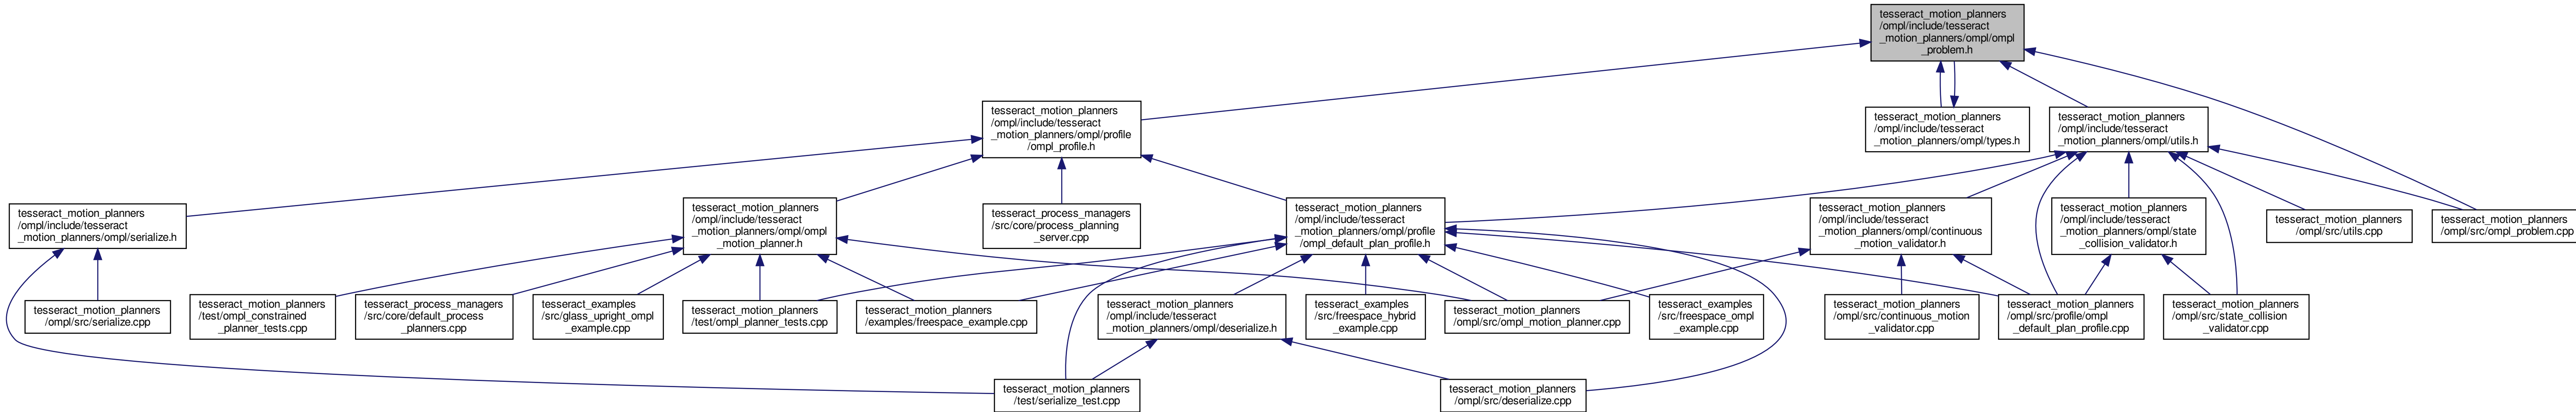 tesseract_motion_planners
/ompl/include/tesseract
_motion_planners/ompl/ompl
_problem.h
tesseract_motion_planners
/ompl/include/tesseract
_motion_planners/ompl/profile
/ompl_profile.h
tesseract_motion_planners
/ompl/include/tesseract
_motion_planners/ompl/types.h
tesseract_motion_planners
/ompl/include/tesseract
_motion_planners/ompl/utils.h
tesseract_motion_planners
/ompl/include/tesseract
_motion_planners/ompl/serialize.h
tesseract_motion_planners
/ompl/include/tesseract
_motion_planners/ompl/ompl
_motion_planner.h
tesseract_process_managers
/src/core/process_planning
_server.cpp
tesseract_motion_planners
/ompl/include/tesseract
_motion_planners/ompl/profile
/ompl_default_plan_profile.h
tesseract_motion_planners
/ompl/include/tesseract
_motion_planners/ompl/continuous
_motion_validator.h
tesseract_motion_planners
/ompl/include/tesseract
_motion_planners/ompl/state
_collision_validator.h
tesseract_motion_planners
/ompl/src/utils.cpp
tesseract_motion_planners
/ompl/src/ompl_problem.cpp
tesseract_motion_planners
/ompl/src/serialize.cpp
tesseract_motion_planners
/test/ompl_constrained
_planner_tests.cpp
tesseract_process_managers
/src/core/default_process
_planners.cpp
tesseract_examples
/src/glass_upright_ompl
_example.cpp
tesseract_motion_planners
/test/ompl_planner_tests.cpp
tesseract_motion_planners
/examples/freespace_example.cpp
tesseract_motion_planners
/ompl/include/tesseract
_motion_planners/ompl/deserialize.h
tesseract_examples
/src/freespace_hybrid
_example.cpp
tesseract_motion_planners
/ompl/src/ompl_motion_planner.cpp
tesseract_examples
/src/freespace_ompl
_example.cpp
tesseract_motion_planners
/ompl/src/continuous_motion
_validator.cpp
tesseract_motion_planners
/ompl/src/profile/ompl
_default_plan_profile.cpp
tesseract_motion_planners
/ompl/src/state_collision
_validator.cpp
tesseract_motion_planners
/test/serialize_test.cpp
tesseract_motion_planners
/ompl/src/deserialize.cpp